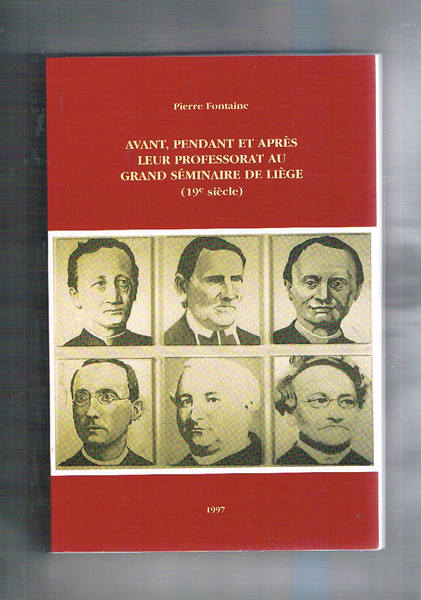 Pierre Fontaine
AVANT, PENDANT ET APRÈS
LEUR PROFESSORAT AU
GRAND SÉMINAIRE DE LIÈGE
(19e siècle)
1997